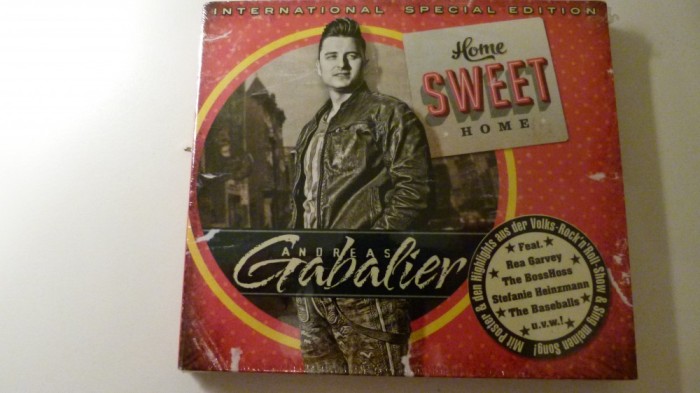 INTERNATIONAL SPECIAL EDITION
Home
SWEET
HOME
ANDREAS
Gabalier
Mit Poster & den Highlights aus der Volks-Rock'n'Roll-Show & Sing meinen Song!
Feat.
Rea Garvey
The BossHoss
Stefanie Heinzmann
The Baseballs
u.v.w.!